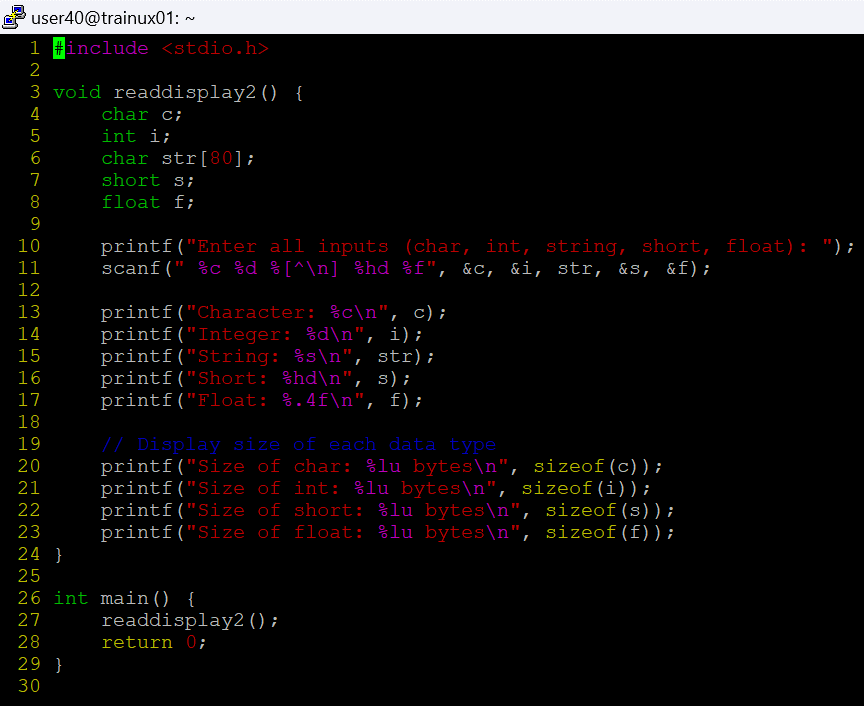 user40@trainux01: ~
1 #include <stdio.h>
2
3 void readdisplay2() {
4     char c;
5     int i;
6     char str[80];
7     short s;
8     float f;
9
10     printf("Enter all inputs (char, int, string, short, float): ");
11     scanf(" %c %d %[^\n] %hd %f", &c, &i, str, &s, &f);
12
13     printf("Character: %c\n", c);
14     printf("Integer: %d\n", i);
15     printf("String: %s\n", str);
16     printf("Short: %hd\n", s);
17     printf("Float: %.4f\n", f);
18
19     // Display size of each data type
20     printf("Size of char: %lu bytes\n", sizeof(c));
21     printf("Size of int: %lu bytes\n", sizeof(i));
22     printf("Size of short: %lu bytes\n", sizeof(s));
23     printf("Size of float: %lu bytes\n", sizeof(f));
24 }
25
26 int main() {
27     readdisplay2();
28     return 0;
29 }
30